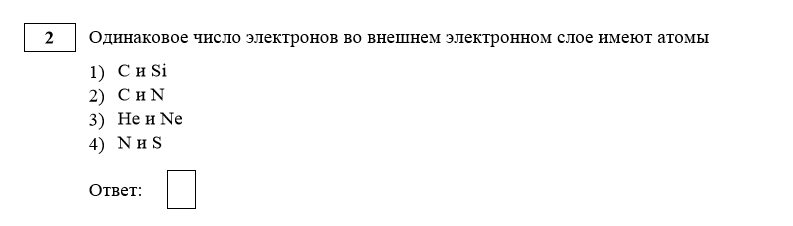 2 Одинаковое число электронов во внешнем электронном слое имеют атомы
1) C и Si
2) C и N
3) He и Ne
4) N и S
Ответ: